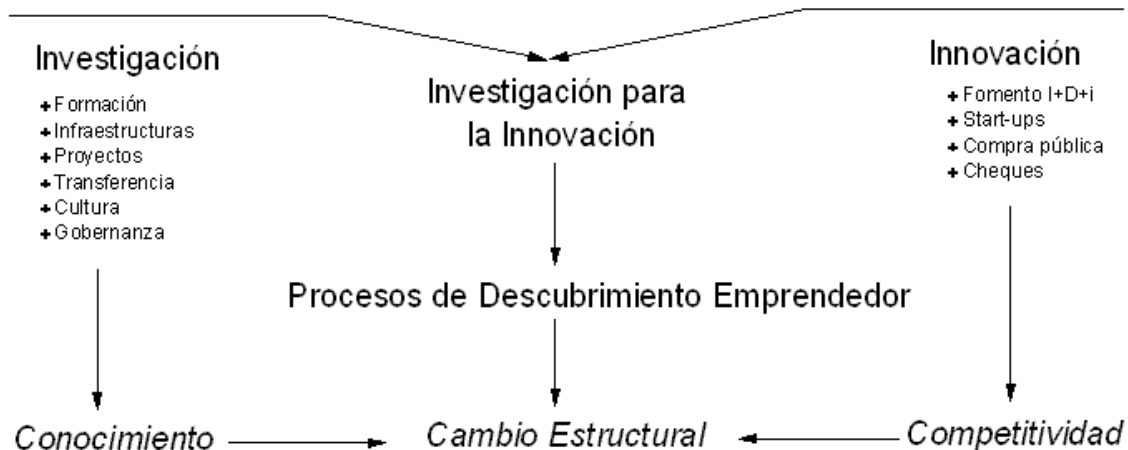 Investigación
✚ Formación
✚ Infraestructuras
✚ Proyectos
✚ Transferencia
✚ Cultura
✚ Gobernanza
Investigación para
la Innovación
Innovación
✚ Fomento I+D+i
✚ Start-ups
✚ Compra pública
✚ Cheques
Procesos de Descubrimiento Emprendedor
Conocimiento
Cambio Estructural
Competitividad